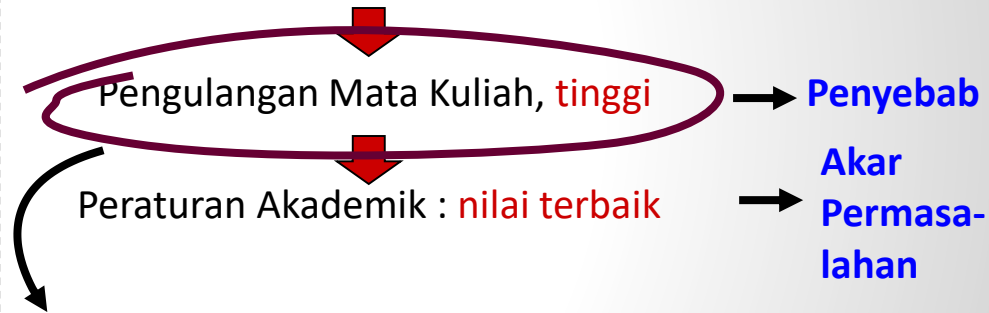 Pengulangan Mata Kuliah, tinggi
Penyebab
Peraturan Akademik : nilai terbaik
Akar
Permasa-
lahan